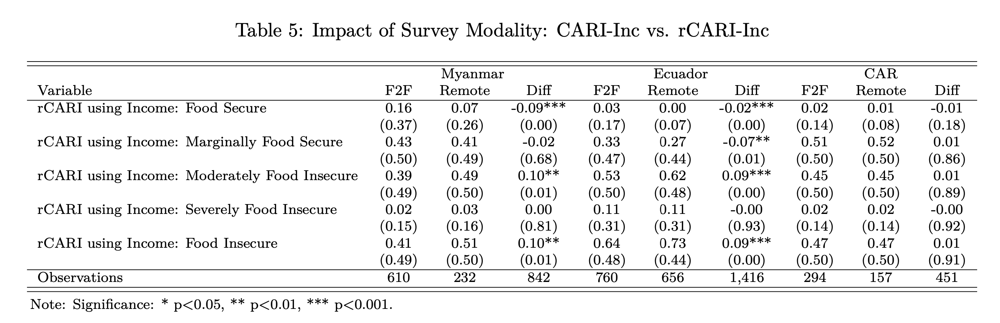 Table 5: Impact of Survey Modality: CARI-Inc vs. rCARI-Inc
Myanmar Ecuador CAR
Variable F2F Remote Diff F2F Remote Diff F2F Remote Diff
rCARI using Income: Food Secure 0.16 0.07 -0.09*** 0.03 0.00 -0.02*** 0.02 0.01 -0.01
(0.37) (0.26) (0.00) (0.17) (0.07) (0.00) (0.14) (0.08) (0.18)
rCARI using Income: Marginally Food Secure 0.43 0.41 -0.02 0.33 0.27 -0.07** 0.51 0.52 0.01
(0.50) (0.49) (0.68) (0.47) (0.44) (0.01) (0.50) (0.50) (0.86)
rCARI using Income: Moderately Food Insecure 0.39 0.49 0.10** 0.53 0.62 0.09*** 0.45 0.45 0.01
(0.49) (0.50) (0.01) (0.50) (0.48) (0.00) (0.50) (0.50) (0.89)
rCARI using Income: Severely Food Insecure 0.02 0.03 0.00 0.11 0.11 -0.00 0.02 0.02 -0.00
(0.15) (0.16) (0.81) (0.31) (0.31) (0.93) (0.14) (0.14) (0.92)
rCARI using Income: Food Insecure 0.41 0.51 0.10** 0.64 0.73 0.09*** 0.47 0.47 0.01
(0.49) (0.50) (0.01) (0.48) (0.44) (0.00) (0.50) (0.50) (0.91)
Observations 610 232 842 760 656 1,416 294 157 451
Note: Significance: * p<0.05, ** p<0.01, *** p<0.001.